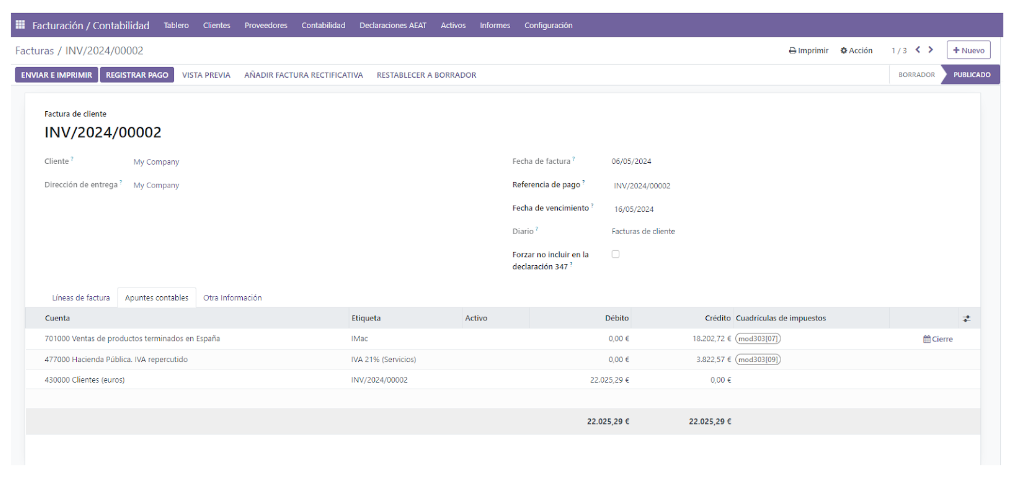 Facturación / Contabilidad Tablero Clientes Proveedores Contabilidad Declaraciones AEAT Activos Informes Configuración
Facturas / INV/2024/00002 Imprimir Acción 1 / 3 + Nuevo
ENVIAR E IMPRIMIR REGISTRAR PAGO VISTA PREVIA AÑADIR FACTURA RECTIFICATIVA RESTABLECER A BORRADOR BORRADOR PUBLICADO
Factura de cliente
INV/2024/00002
Cliente ? My Company Fecha de factura ? 06/05/2024
Dirección de entrega ? My Company Referencia de pago ? INV/2024/00002
Fecha de vencimiento ? 16/05/2024
Diario ? Facturas de cliente
Forzar no incluir en la
declaración 347 ?
Líneas de factura Apuntes contables Otra información
Cuenta Etiqueta Activo Débito Crédito Cuadrículas de impuestos
701000 Ventas de productos terminados en España IMac 0,00 € 18.202,72 € mod303[07] Cierre
477000 Hacienda Pública. IVA repercutido IVA 21% (Servicios) 0,00 € 3.822,57 € mod303[09]
430000 Clientes (euros) INV/2024/00002 22.025,29 € 0,00 €
22.025,29 € 22.025,29 €